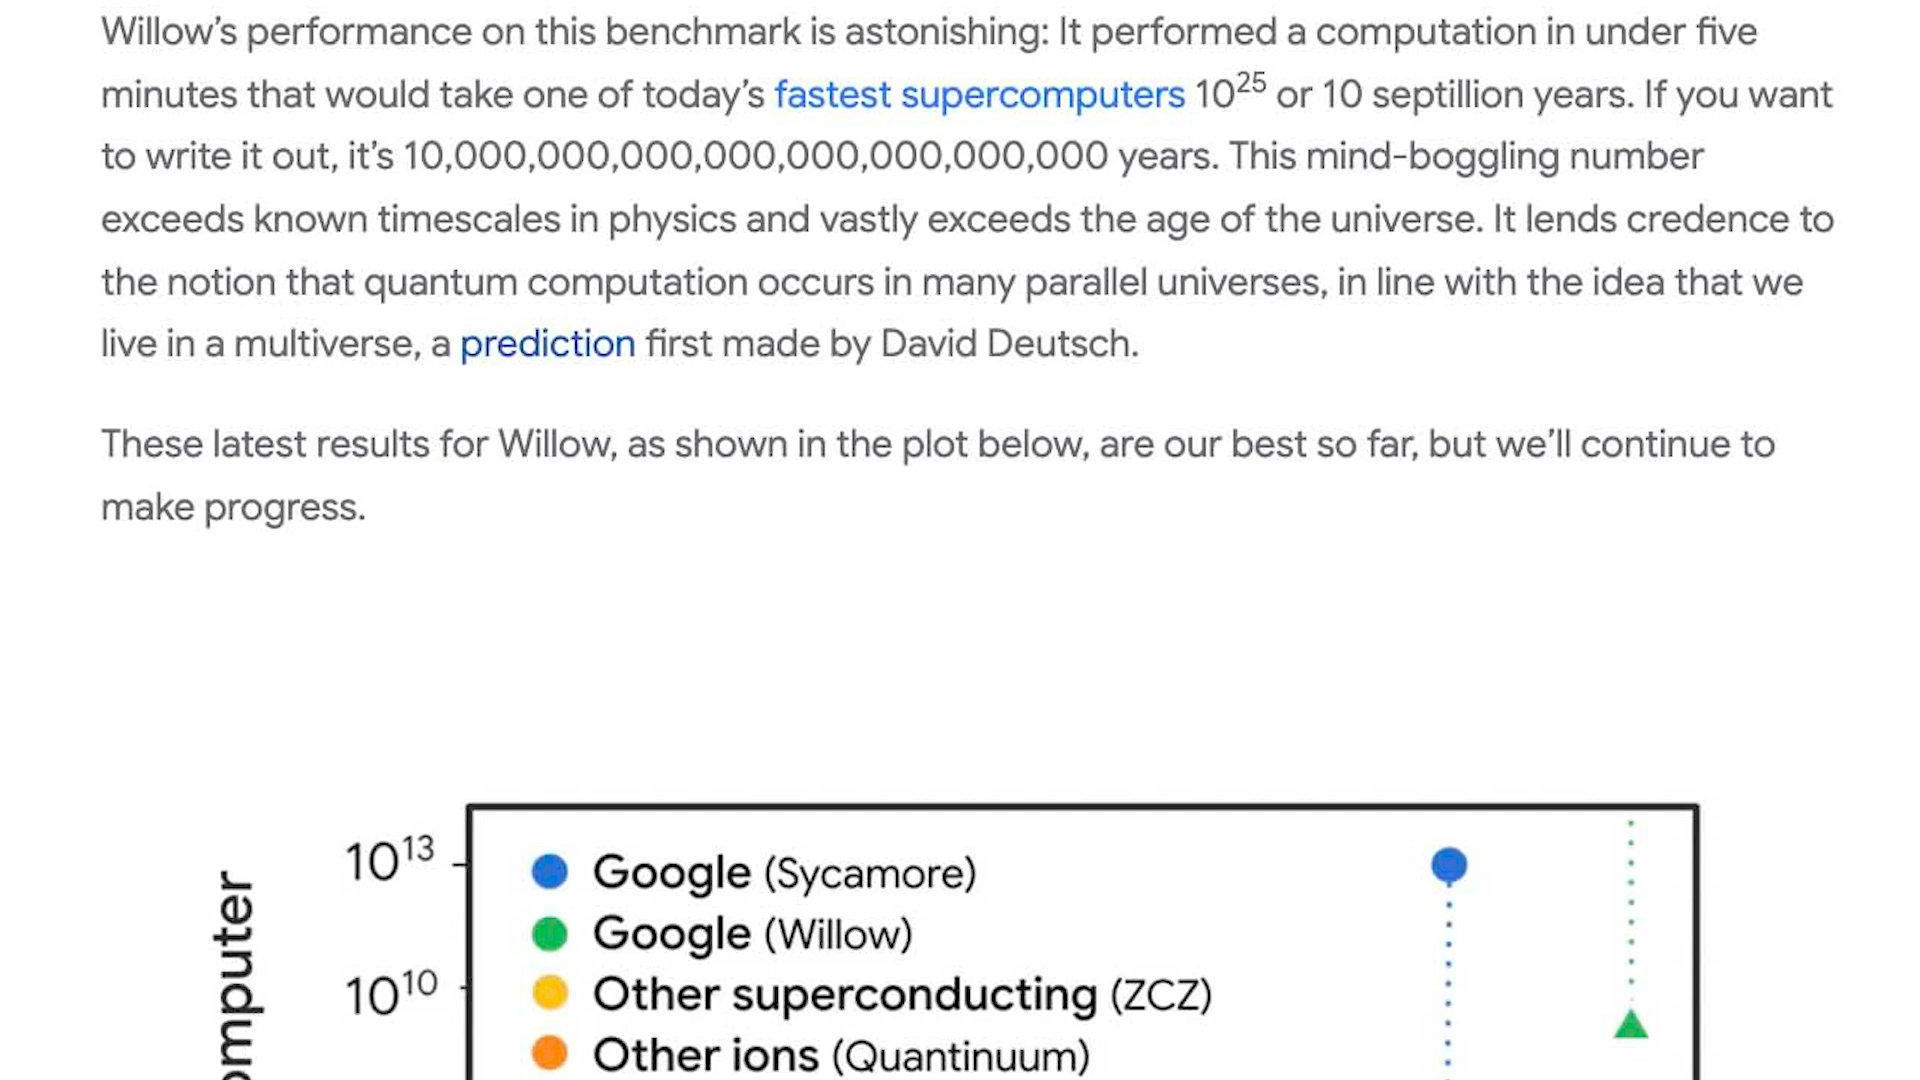 Willow’s performance on this benchmark is astonishing: It performed a computation in under five
minutes that would take one of today’s fastest supercomputers 10²⁵ or 10 septillion years. If you want
to write it out, it’s 10,000,000,000,000,000,000,000,000 years. This mind-boggling number
exceeds known timescales in physics and vastly exceeds the age of the universe. It lends credence to
the notion that quantum computation occurs in many parallel universes, in line with the idea that we
live in a multiverse, a prediction first made by David Deutsch.
These latest results for Willow, as shown in the plot below, are our best so far, but we’ll continue to
make progress.
10¹³
Google (Sycamore)
Google (Willow)
10¹⁰
Other superconducting (ZCZ)
Other ions (Quantinuum)